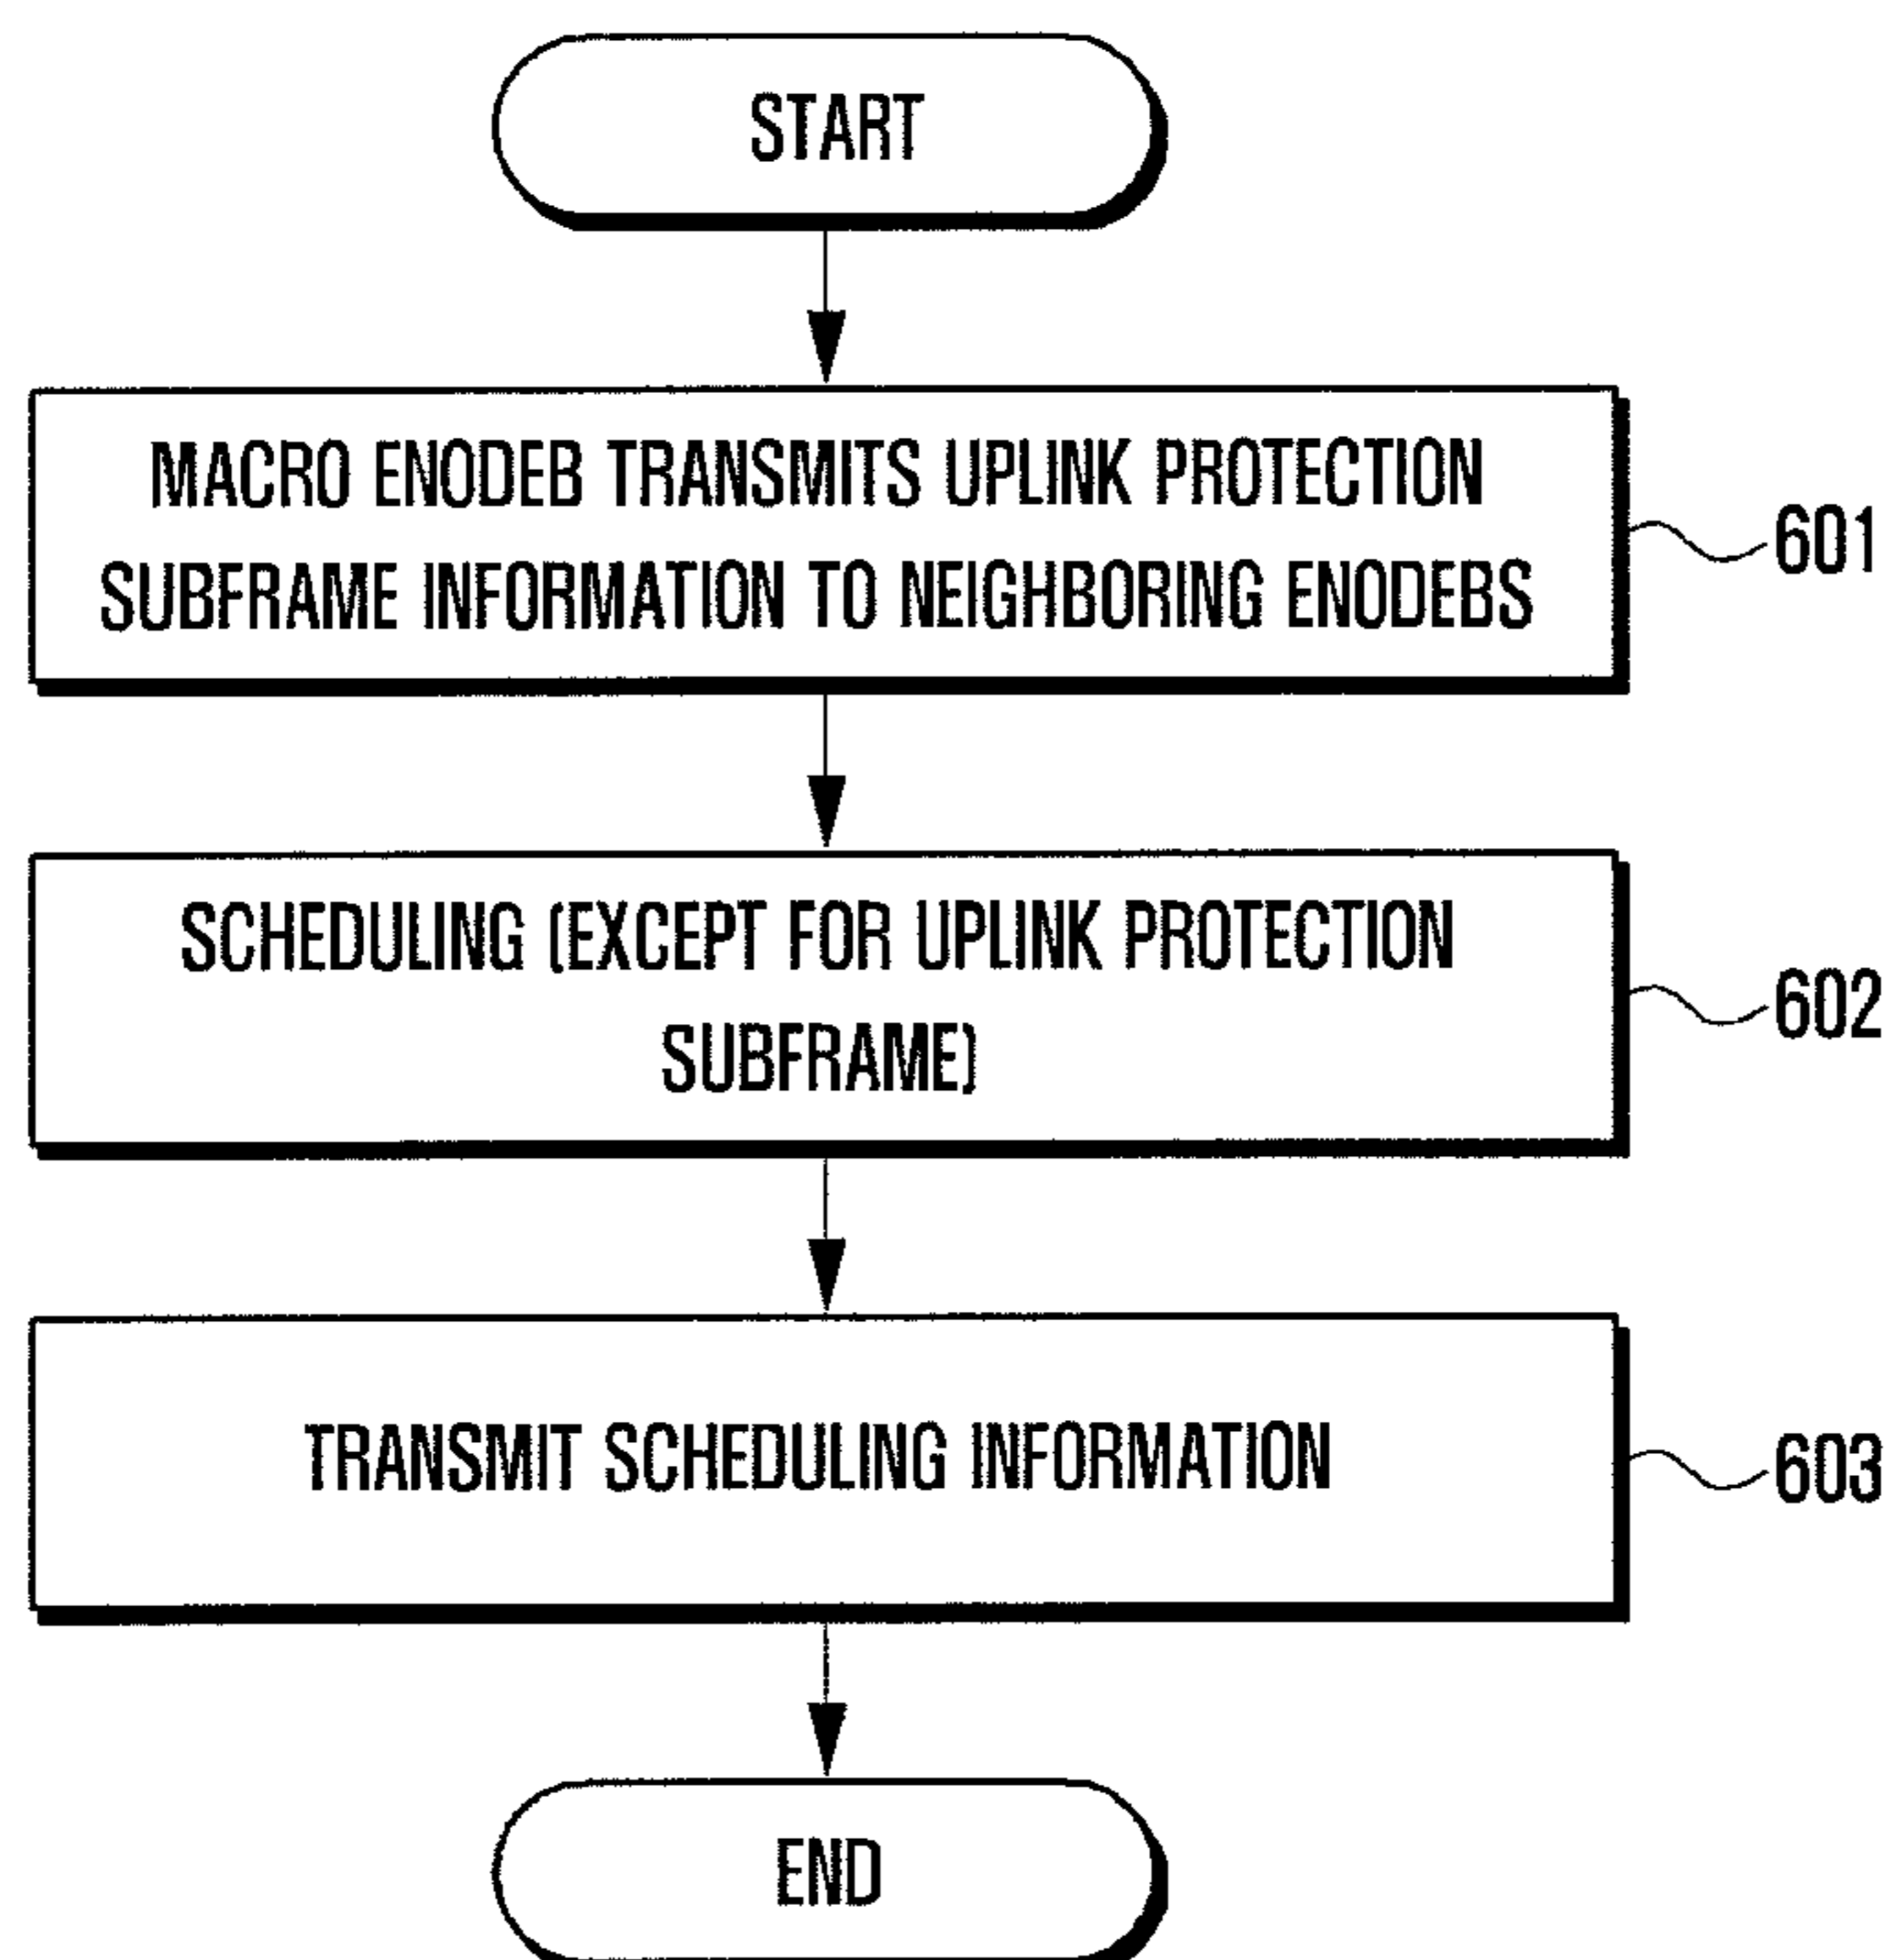 START
MACRO ENODEB TRANSMITS UPLINK PROTECTION
SUBFRAME INFORMATION TO NEIGHBORING ENODEBS
601
SCHEDULING (EXCEPT FOR UPLINK PROTECTION
SUBFRAME)
602
TRANSMIT SCHEDULING INFORMATION
603
END